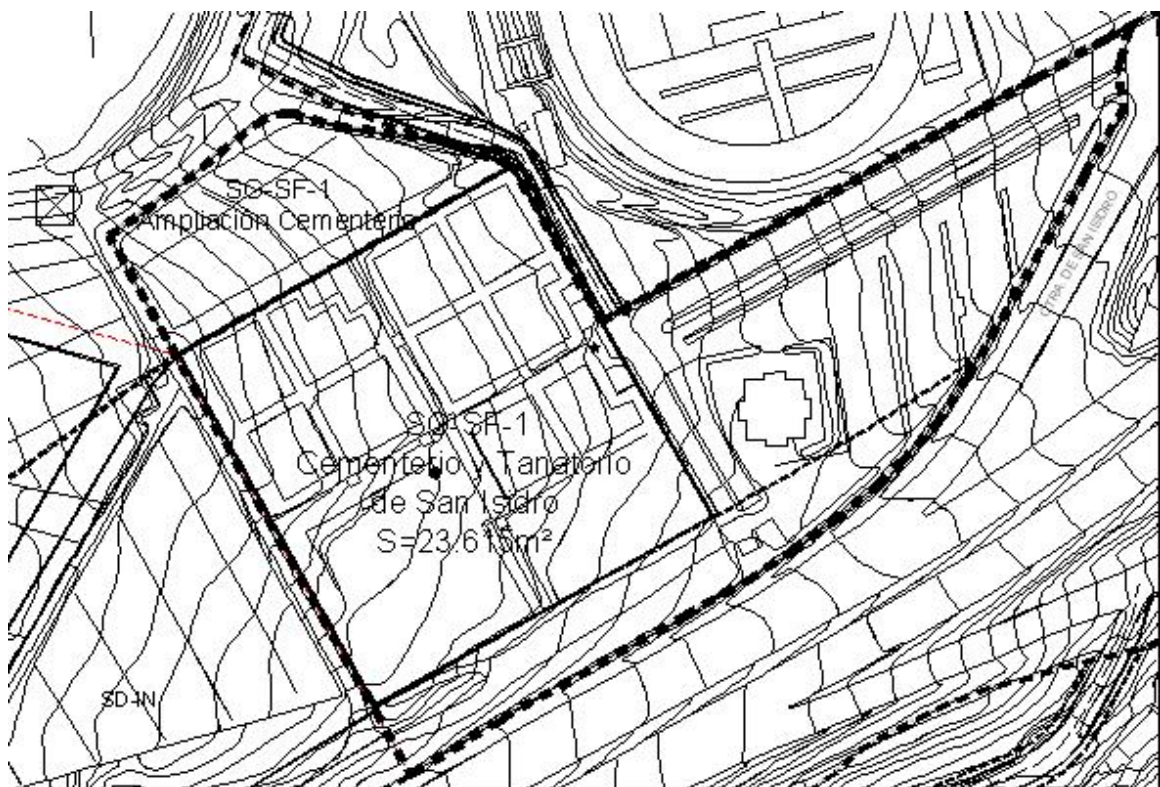 SG-SF-1
Ampliación Cementerio
CTRA. DE SAN ISIDRO
SG-SF-1
Cementerio y Tanatorio
de San Isidro
S=23.615m²
SD-IN